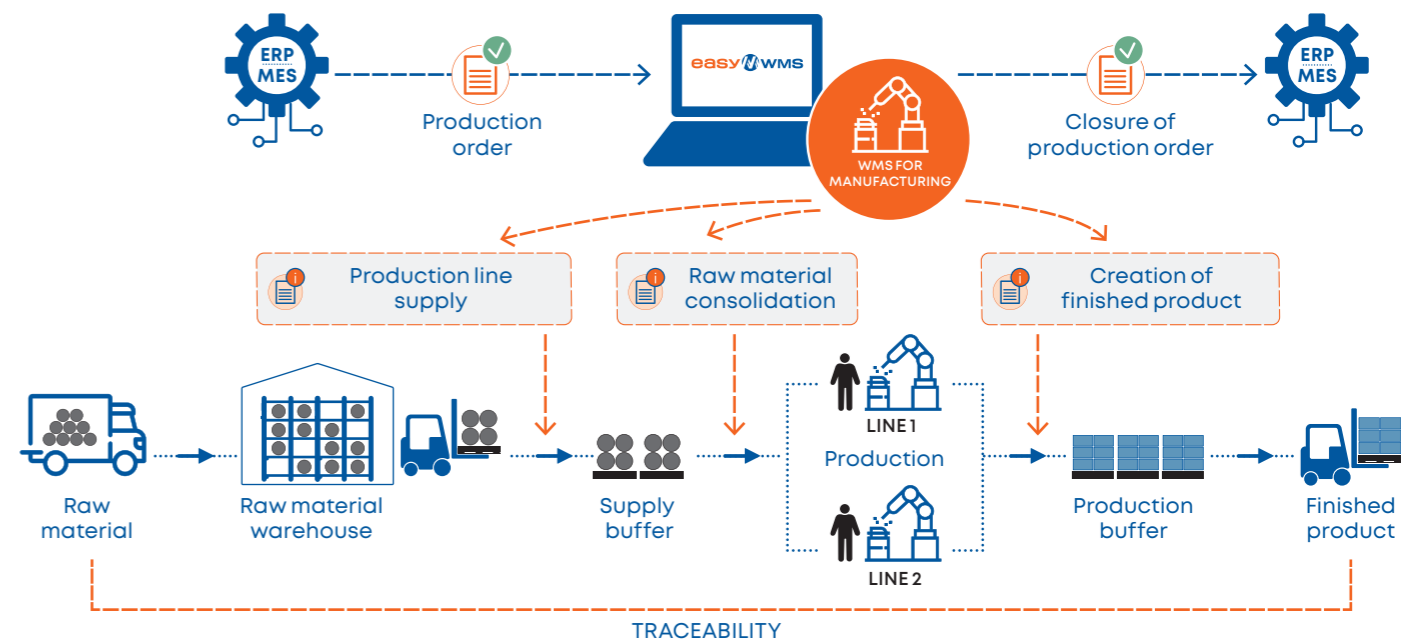 ERP
MES
Production
order
easy WMS
WMS FOR
MANUFACTURING
Closure of
production order
ERP
MES
i
Production line
supply
i
Raw material
consolidation
i
Creation of
finished product
LINE 1
Production
LINE 2
Raw
material
Raw material
warehouse
Supply
buffer
Production
buffer
Finished
product
TRACEABILITY